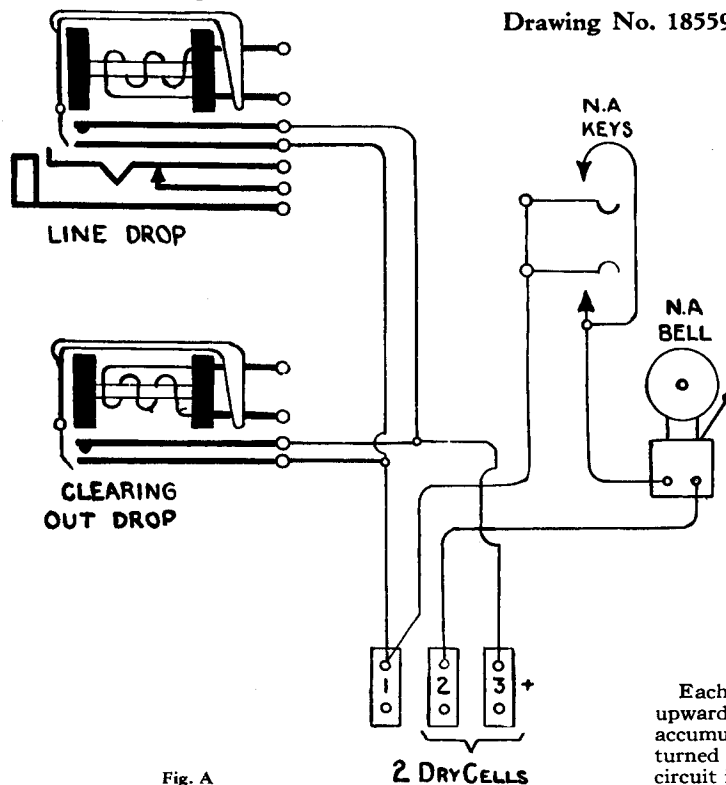 Drawing No. 18559
N.A
KEYS
LINE DROP
N.A
BELL
CLEARING
OUT DROP
1
2
3 +
2 DRY CELLS
Fig. A
Each
upward
accumu
turned
circuit